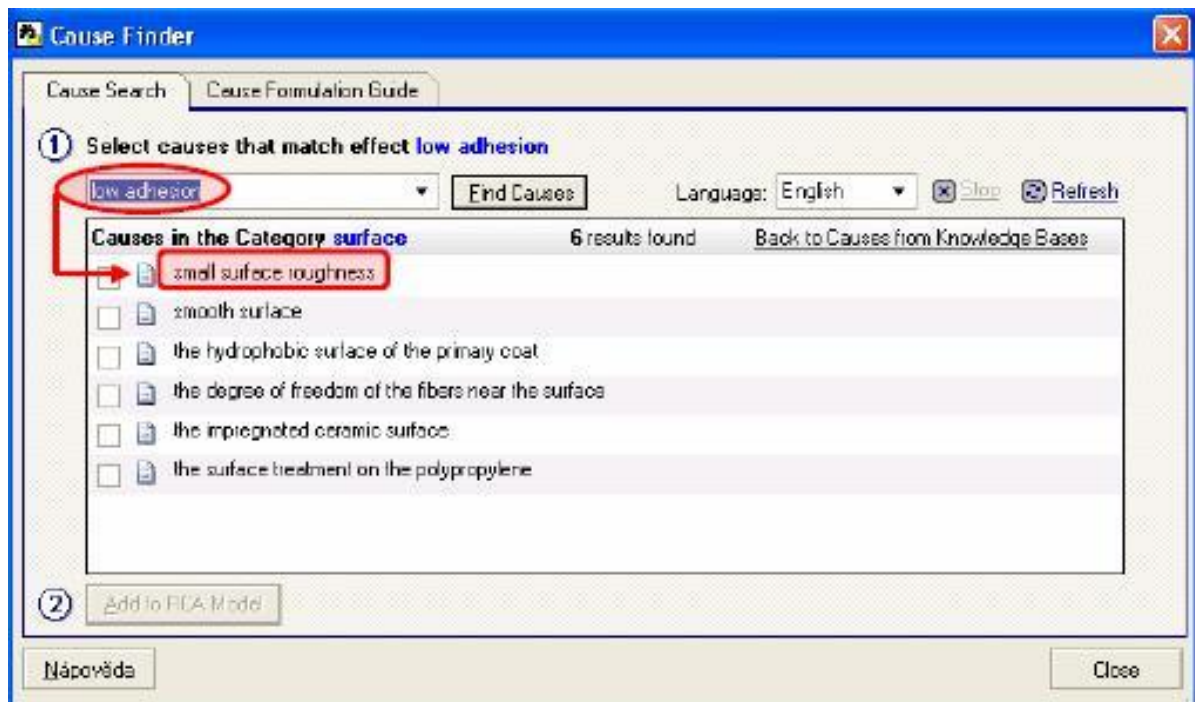 Cause Finder
Cause Search Cause Formulation Guide
1 Select causes that match effect low adhesion
low adhesion Find Causes Language: English Stop Refresh
Causes in the Category surface 6 results found Back to Causes from Knowledge Bases
small surface roughness
smooth surface
the hydrophobic surface of the primary coat
the degree of freedom of the fibers near the surface
the impregnated ceramic surface
the surface treatment on the polypropylene
2 Add to RCA Model
Nápověda Close